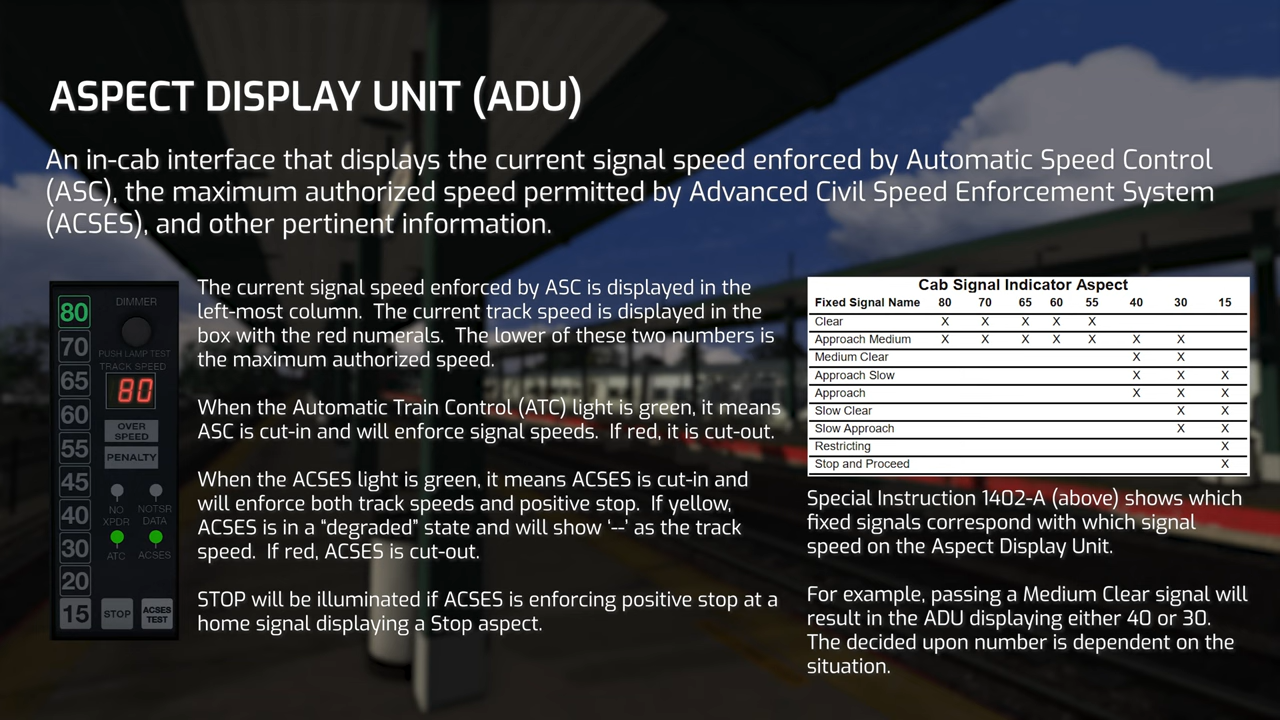 ASPECT DISPLAY UNIT (ADU)
An in-cab interface that displays the current signal speed enforced by Automatic Speed Control
(ASC), the maximum authorized speed permitted by Advanced Civil Speed Enforcement System
(ACSES), and other pertinent information.
80
70
65
60
55
45
40
30
20
15
DIMMER
PUSH LAMP TEST
TRACK SPEED
80
OVER
SPEED
PENALTY
NO
XPDR
NOTSR
DATA
ATC
ACSES
STOP
ACSES
TEST
The current signal speed enforced by ASC is displayed in the
left-most column. The current track speed is displayed in the
box with the red numerals. The lower of these two numbers is
the maximum authorized speed.
When the Automatic Train Control (ATC) light is green, it means
ASC is cut-in and will enforce signal speeds. If red, it is cut-out.
When the ACSES light is green, it means ACSES is cut-in and
will enforce both track speeds and positive stop. If yellow,
ACSES is in a “degraded” state and will show ‘--’ as the track
speed. If red, ACSES is cut-out.
STOP will be illuminated if ACSES is enforcing positive stop at a
home signal displaying a Stop aspect.
Cab Signal Indicator Aspect
Fixed Signal Name 80 70 65 60 55 40 30 15
Clear X X X X X
Approach Medium X X X X X X X
Medium Clear X X
Approach Slow X X X
Approach X X X
Slow Clear X X
Slow Approach X X
Restricting X
Stop and Proceed X
Special Instruction 1402-A (above) shows which
fixed signals correspond with which signal
speed on the Aspect Display Unit.
For example, passing a Medium Clear signal will
result in the ADU displaying either 40 or 30.
The decided upon number is dependent on the
situation.